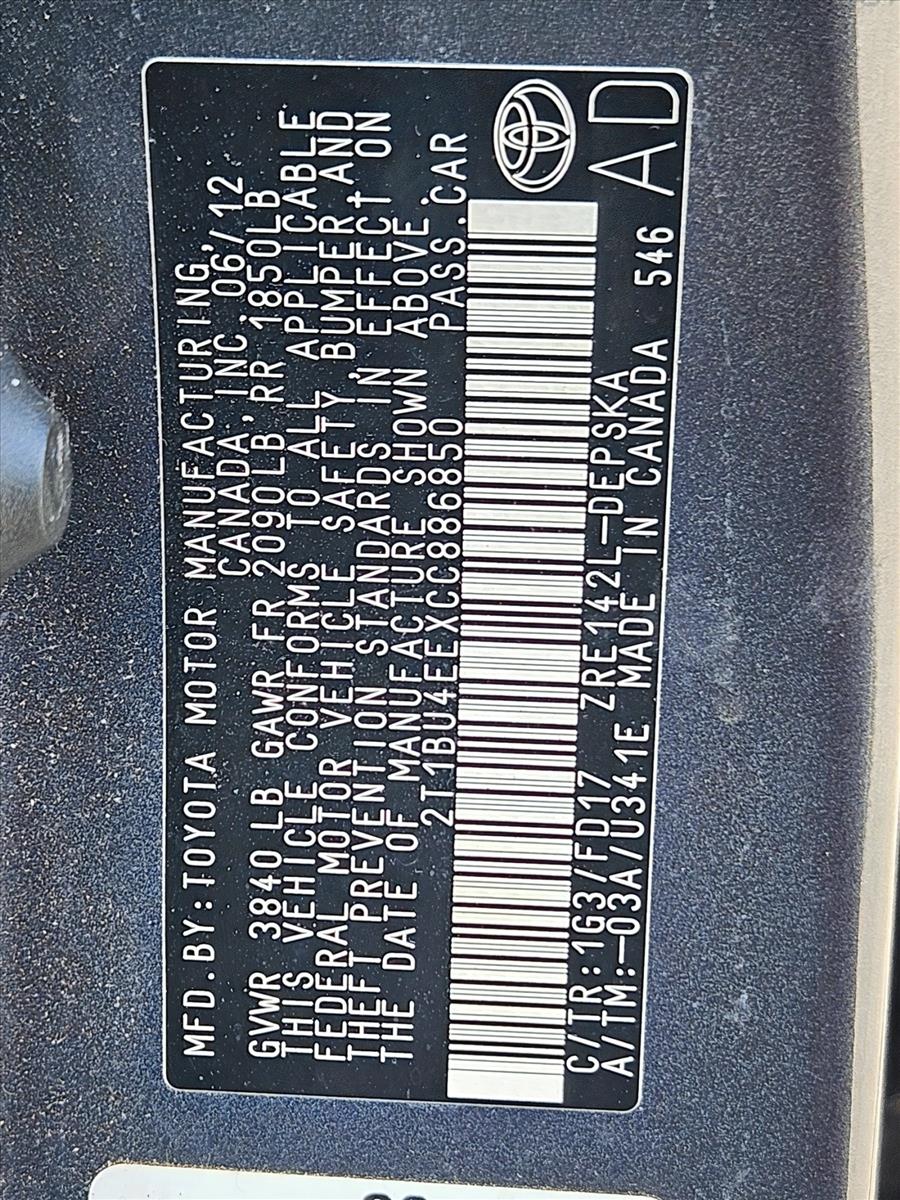 MFD.BY:TOYOTA MOTOR MANUFACTURING,
CANADA,INC 06/12
GVWR 3840LB GAWR FR 2090LB,RR 1850LB
THIS VEHICLE CONFORMS TO ALL APPLICABLE
FEDERAL MOTOR VEHICLE SAFETY, BUMPER, AND
THEFT PREVENTION STANDARDS IN EFFECT ON
THE DATE OF MANUFACTURE SHOWN ABOVE.
2T1BU4EEXCC886850 PASS.CAR
C/TR:1G3/FD17 ZRE142L-DEPSKA
A/TM:-03A/U341E MADE IN CANADA 546
AD